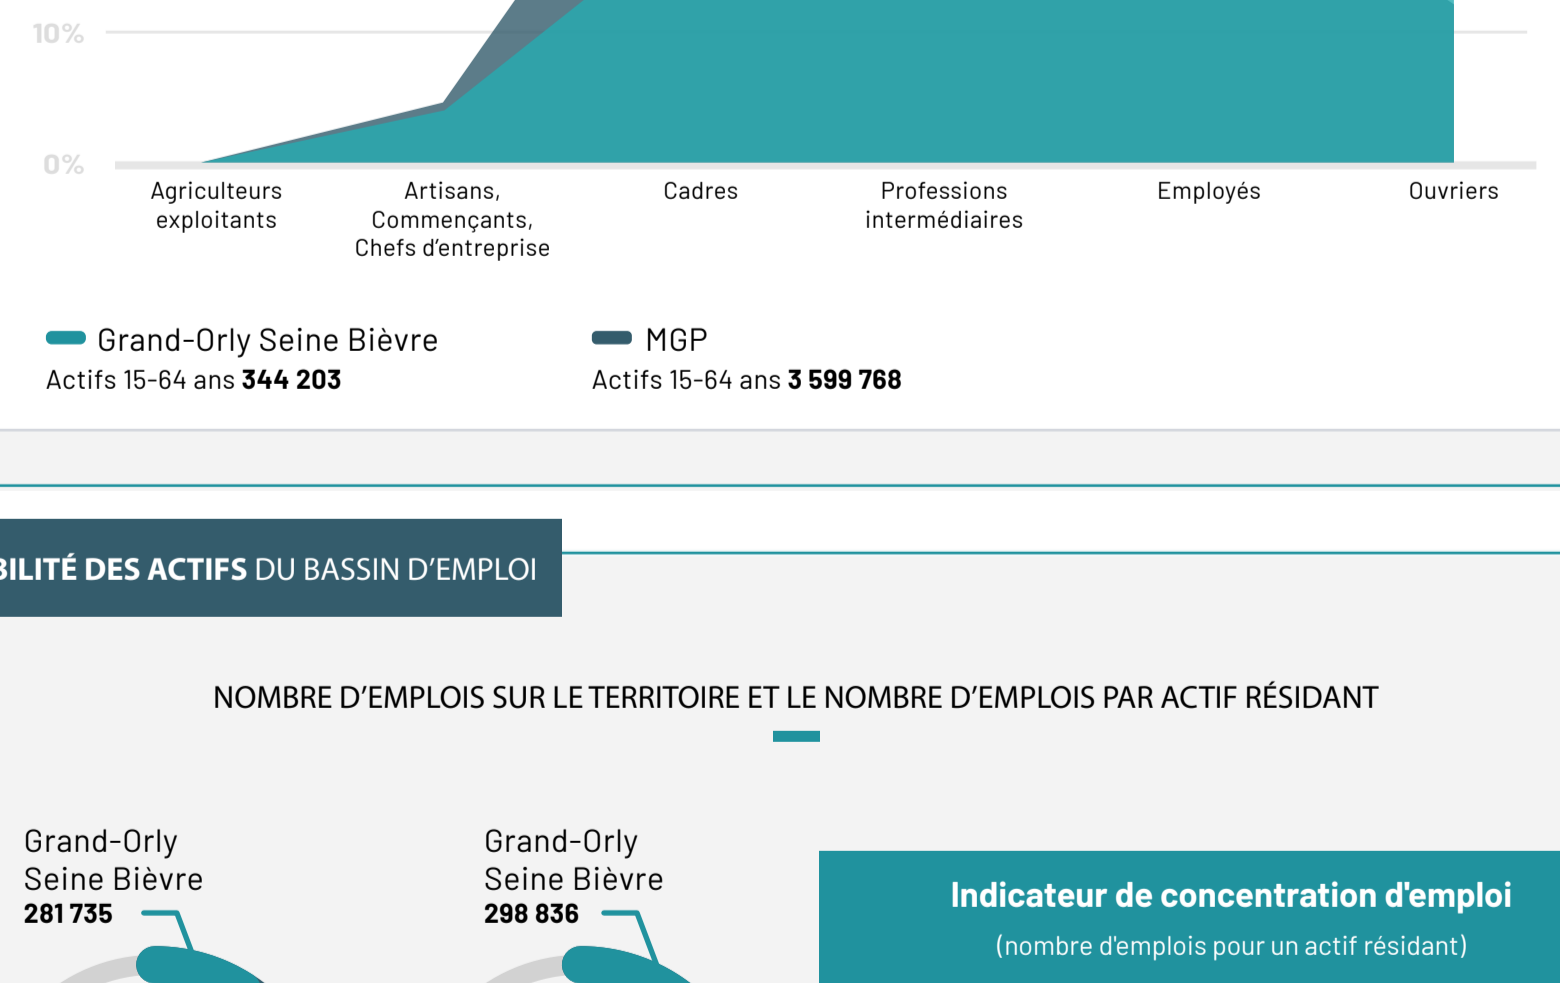 10%
0%
Agriculteurs
exploitants
Artisans,
Commençants,
Chefs d’entreprise
Cadres
Professions
intermédiaires
Employés
Ouvriers
Grand-Orly Seine Bièvre
Actifs 15-64 ans 344 203
MGP
Actifs 15-64 ans 3 599 768
BILITÉ DES ACTIFS DU BASSIN D’EMPLOI
NOMBRE D’EMPLOIS SUR LE TERRITOIRE ET LE NOMBRE D’EMPLOIS PAR ACTIF RÉSIDANT
Grand-Orly
Seine Bièvre
281 735
Grand-Orly
Seine Bièvre
298 836
Indicateur de concentration d'emploi
(nombre d'emplois pour un actif résidant)